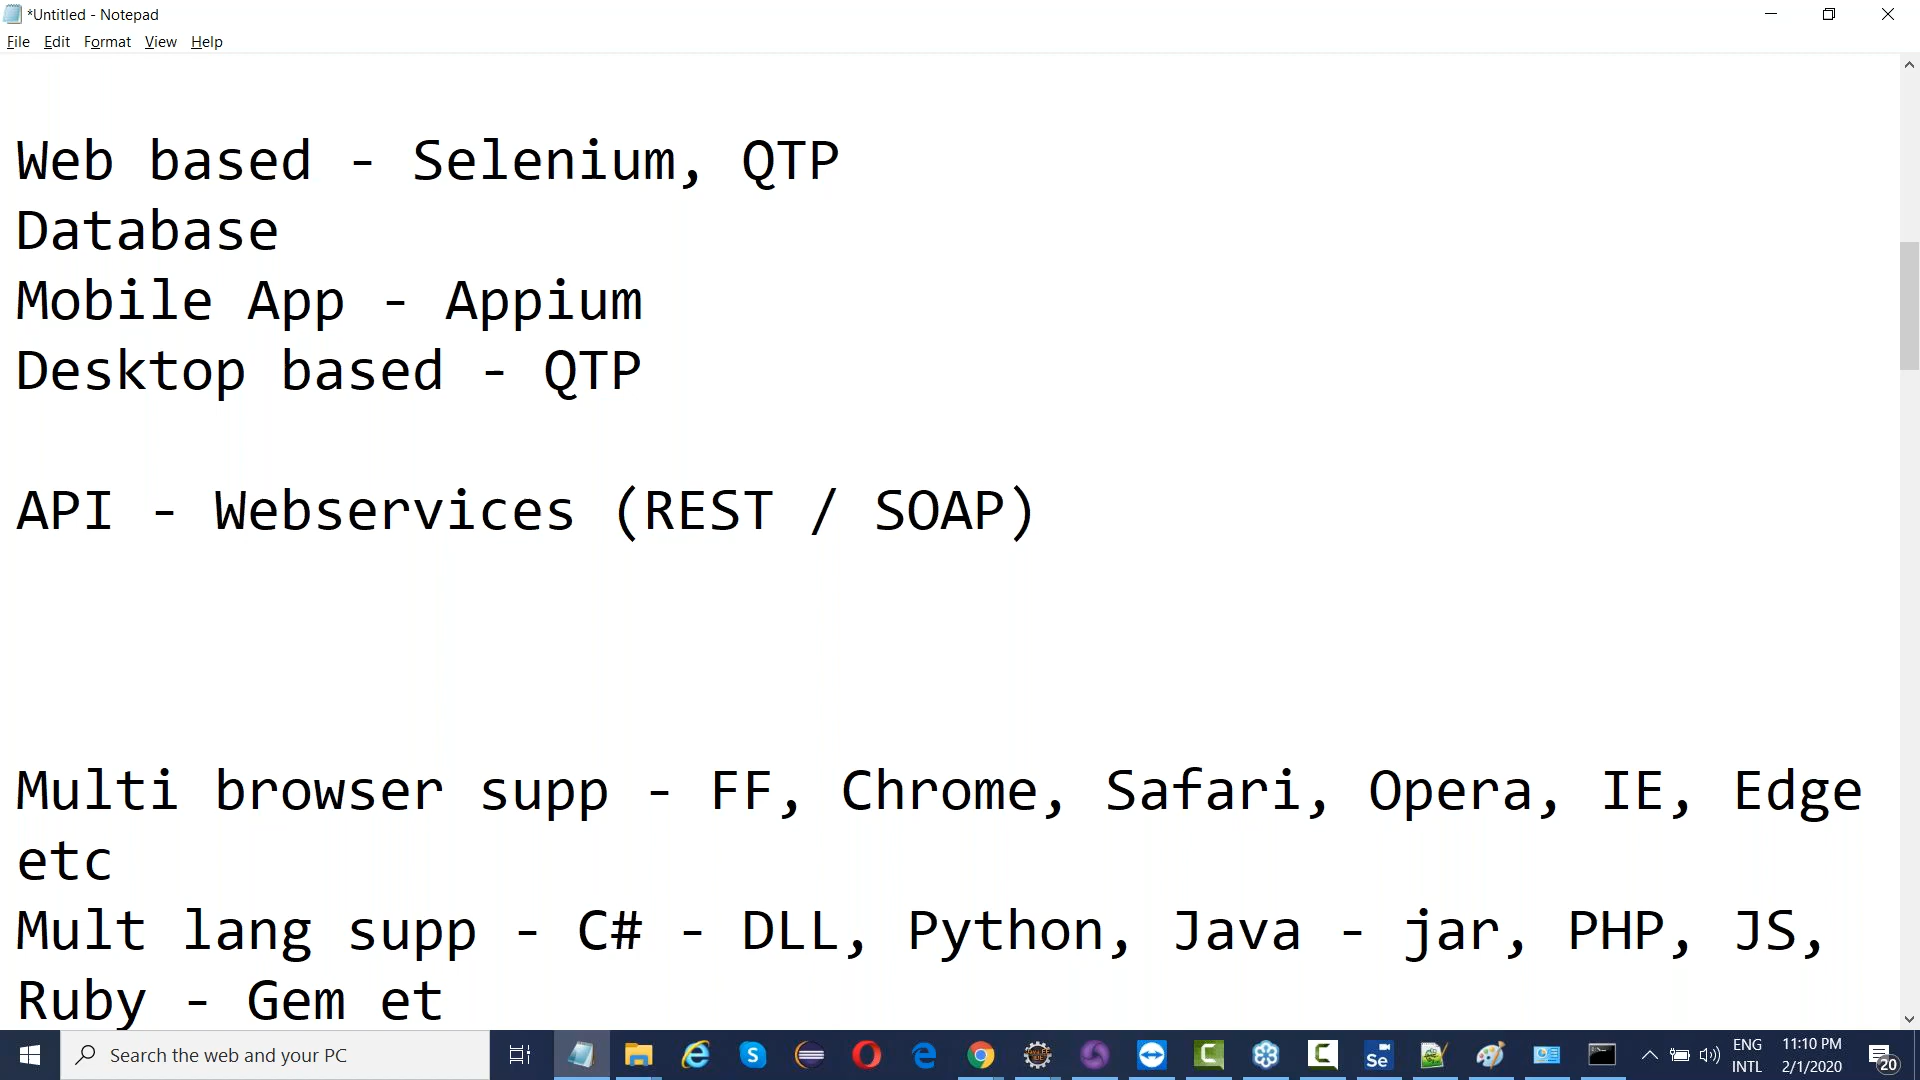 *Untitled - Notepad
File Edit Format View Help
Web based - Selenium, QTP
Database
Mobile App - Appium
Desktop based - QTP
API - Webservices (REST / SOAP)
Multi browser supp - FF, Chrome, Safari, Opera, IE, Edge
etc
Mult lang supp - C# - DLL, Python, Java - jar, PHP, JS,
Ruby - Gem et
Search the web and your PC
Se
ENG
INTL
11:10 PM
2/1/2020
20